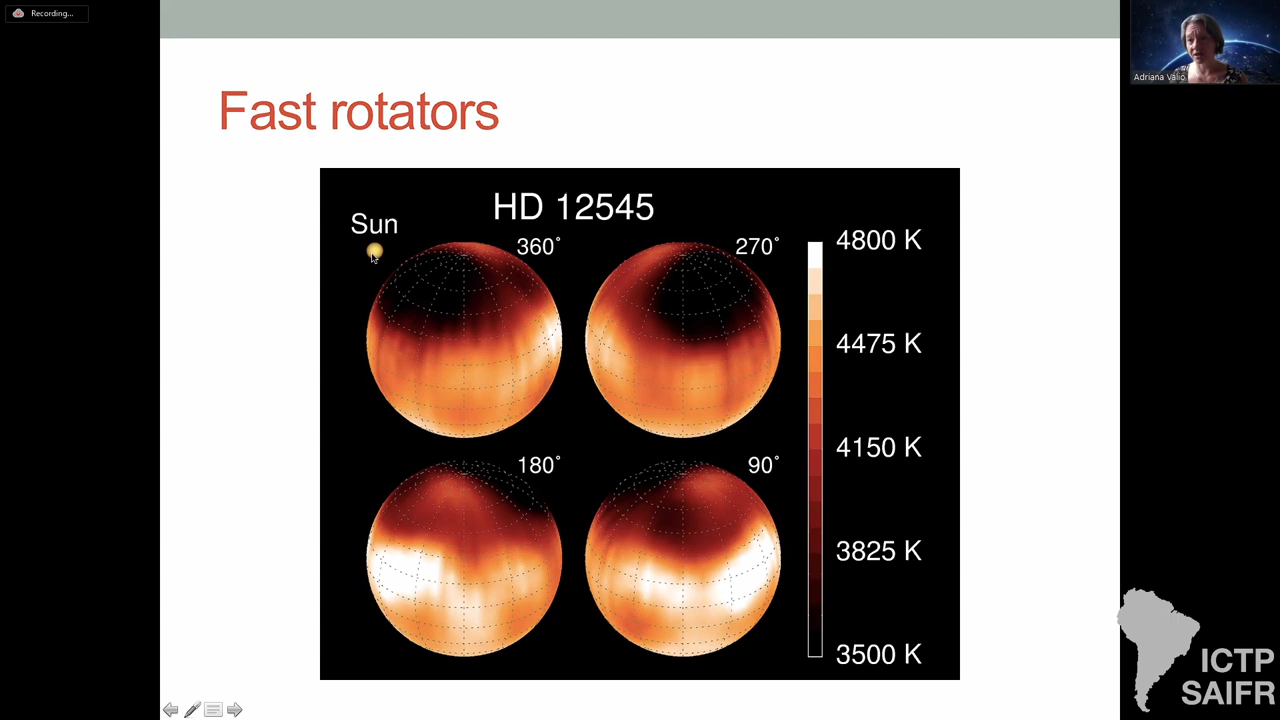 Recording...
Adriana Valio
Fast rotators
HD 12545
Sun
360°
270°
180°
90°
4800 K
4475 K
4150 K
3825 K
3500 K
ICTP
SAIFR